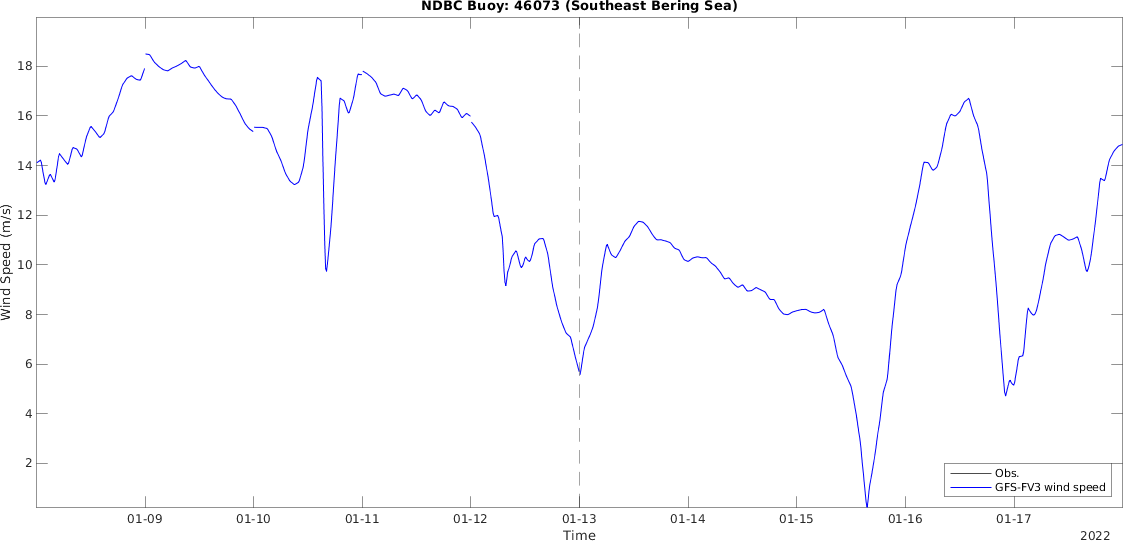 NDBC Buoy: 46073 (Southeast Bering Sea)
Wind Speed (m/s)
18
16
14
12
10
8
6
4
2
Obs.
GFS-FV3 wind speed
01-09 01-10 01-11 01-12 01-13 01-14 01-15 01-16 01-17
Time
2022